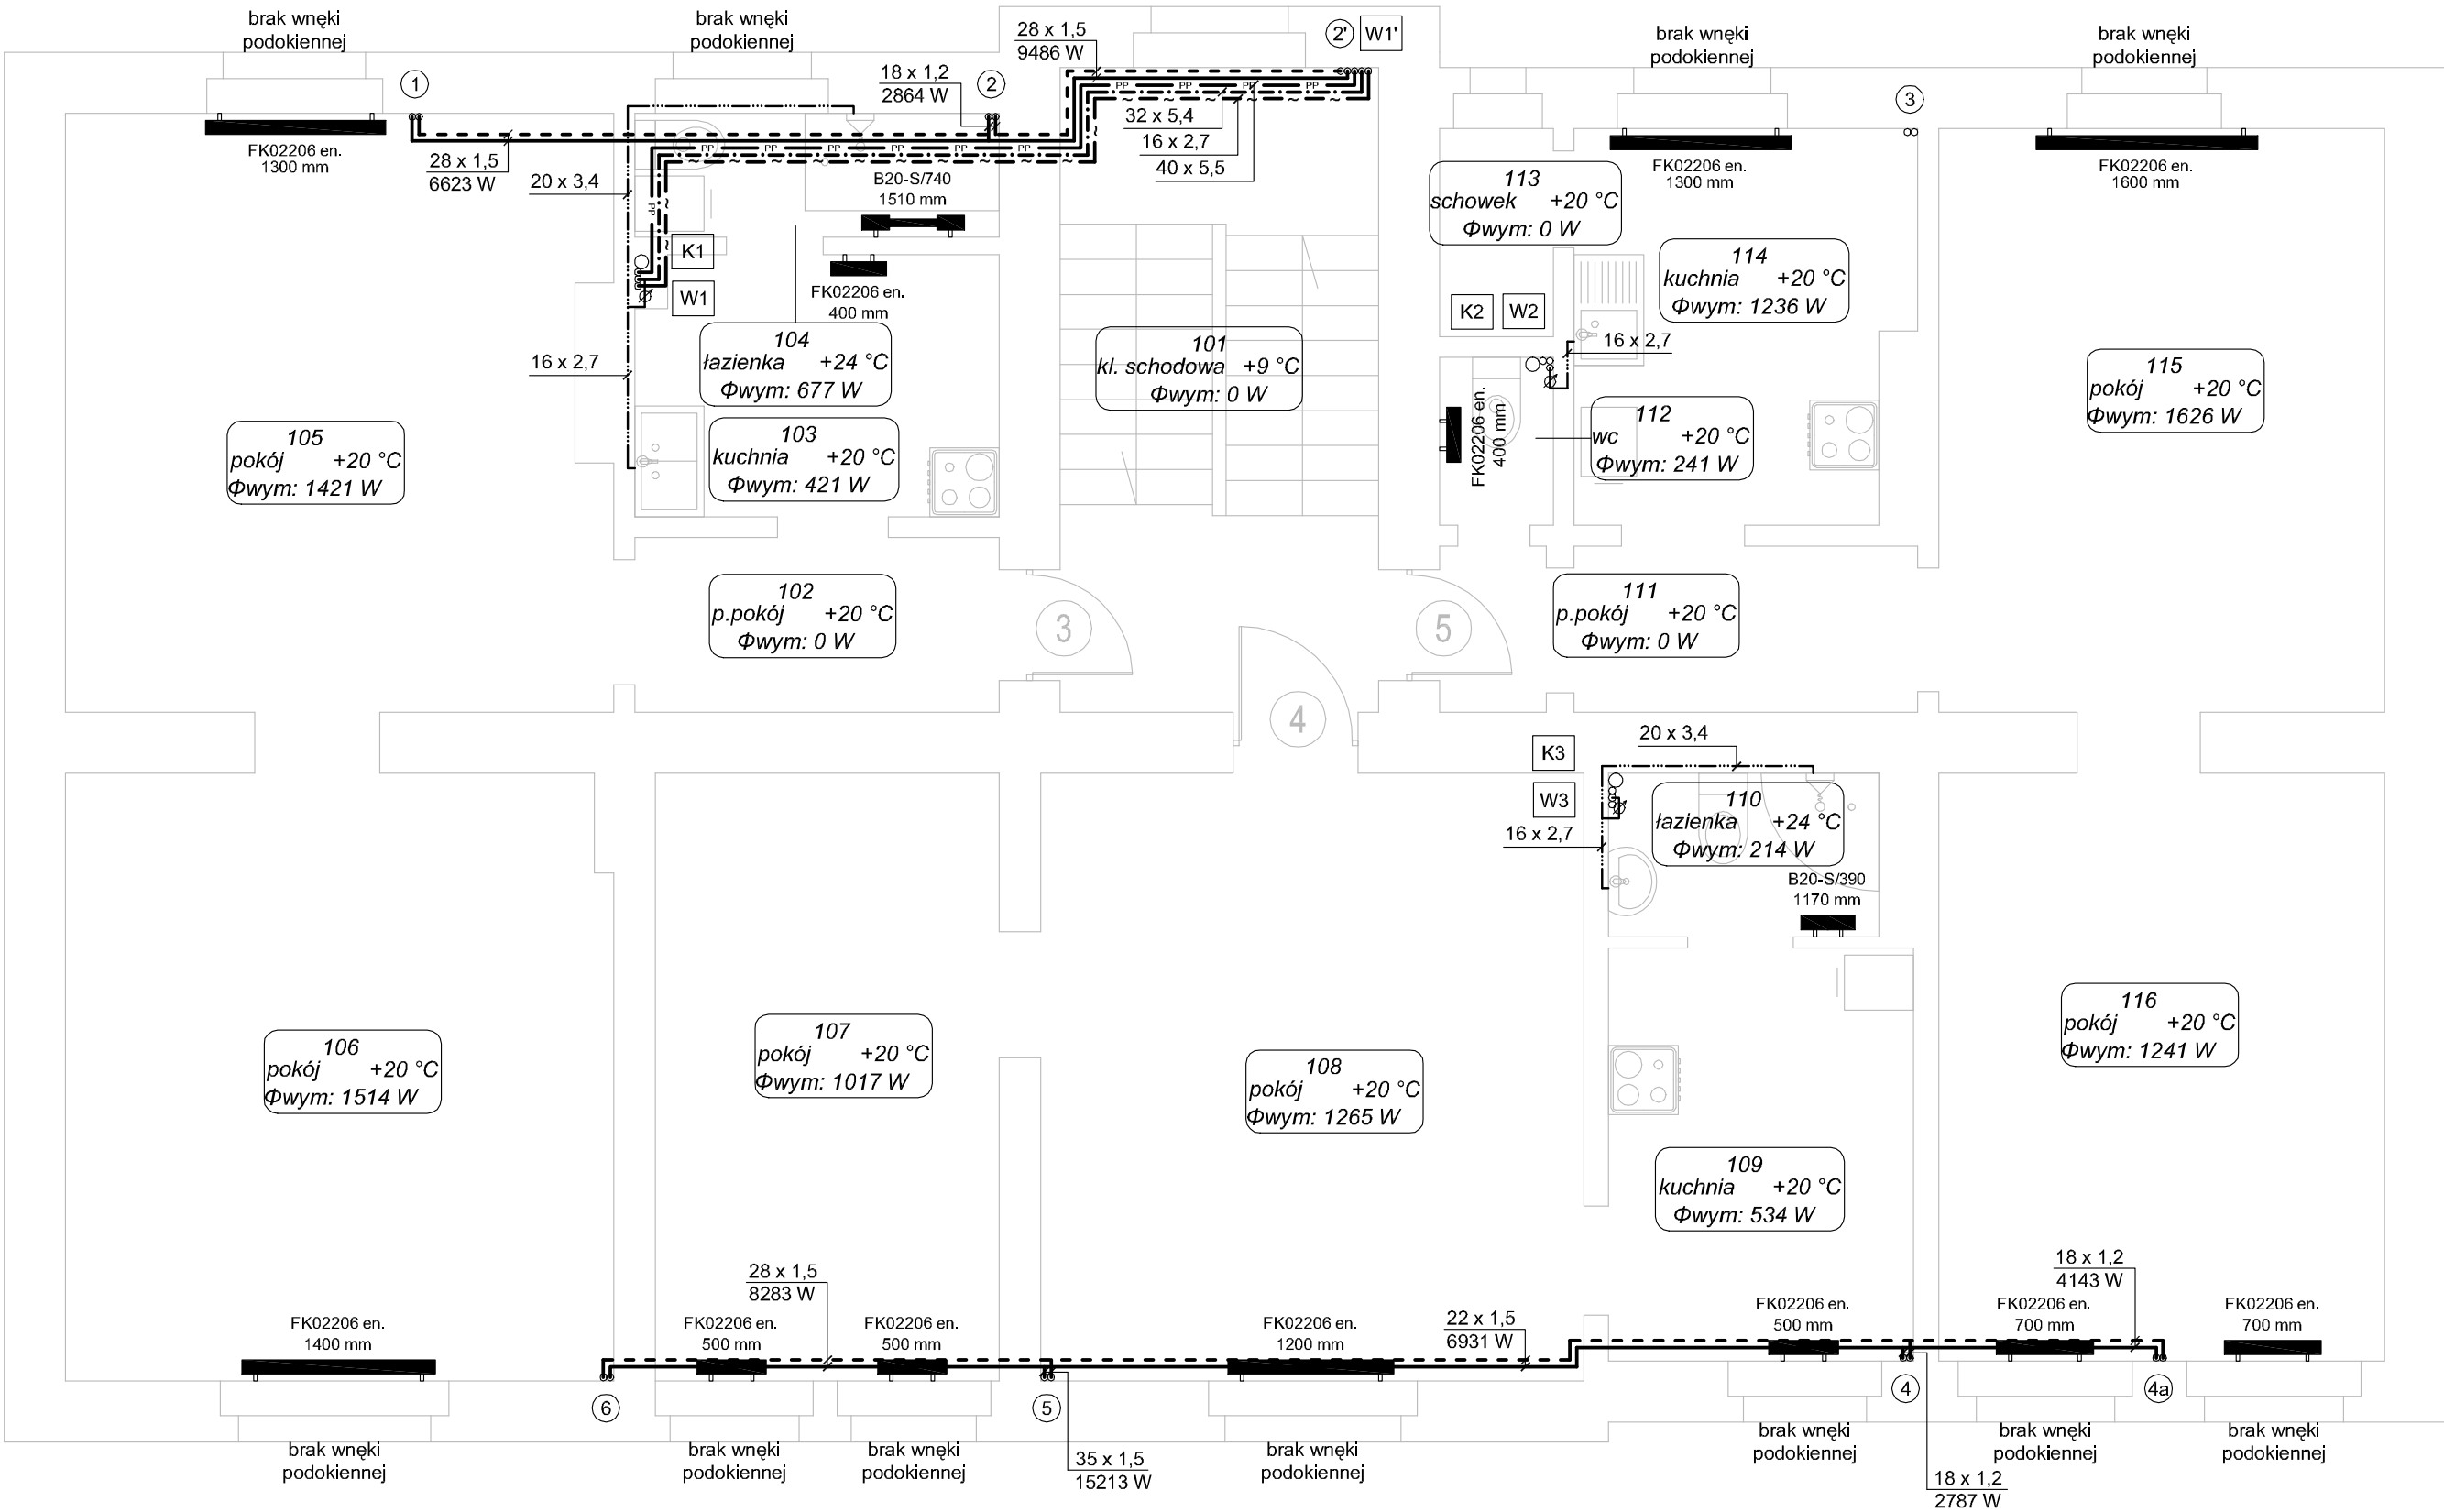 brak wnęki
podokiennej
brak wnęki
podokiennej
28 x 1,5
9486 W
2'
W1'
brak wnęki
podokiennej
brak wnęki
podokiennej
1
18 x 1,2
2864 W
2
3
PP
PP
PP
PP
32 x 5,4
16 x 2,7
40 x 5,5
PP
PP
PP
PP
PP
PP
PP
FK02206 en.
1300 mm
28 x 1,5
6623 W
20 x 3,4
B20-S/740
1510 mm
113
schowek +20 °C
Φwym: 0 W
FK02206 en.
1300 mm
FK02206 en.
1600 mm
K1
W1
FK02206 en.
400 mm
114
kuchnia +20 °C
Φwym: 1236 W
K2
W2
16 x 2,7
16 x 2,7
104
łazienka +24 °C
Φwym: 677 W
101
kl. schodowa +9 °C
Φwym: 0 W
115
pokój +20 °C
Φwym: 1626 W
105
pokój +20 °C
Φwym: 1421 W
103
kuchnia +20 °C
Φwym: 421 W
FK02206 en.
400 mm
112
wc +20 °C
Φwym: 241 W
102
p.pokój +20 °C
Φwym: 0 W
3
5
111
p.pokój +20 °C
Φwym: 0 W
4
K3
20 x 3,4
W3
16 x 2,7
110
łazienka +24 °C
Φwym: 214 W
B20-S/390
1170 mm
106
pokój +20 °C
Φwym: 1514 W
107
pokój +20 °C
Φwym: 1017 W
108
pokój +20 °C
Φwym: 1265 W
116
pokój +20 °C
Φwym: 1241 W
109
kuchnia +20 °C
Φwym: 534 W
28 x 1,5
8283 W
18 x 1,2
4143 W
FK02206 en.
1400 mm
FK02206 en.
500 mm
FK02206 en.
500 mm
FK02206 en.
1200 mm
22 x 1,5
6931 W
FK02206 en.
500 mm
FK02206 en.
700 mm
FK02206 en.
700 mm
6
5
4
4a
brak wnęki
podokiennej
brak wnęki
podokiennej
brak wnęki
podokiennej
35 x 1,5
15213 W
brak wnęki
podokiennej
brak wnęki
podokiennej
brak wnęki
podokiennej
brak wnęki
podokiennej
18 x 1,2
2787 W